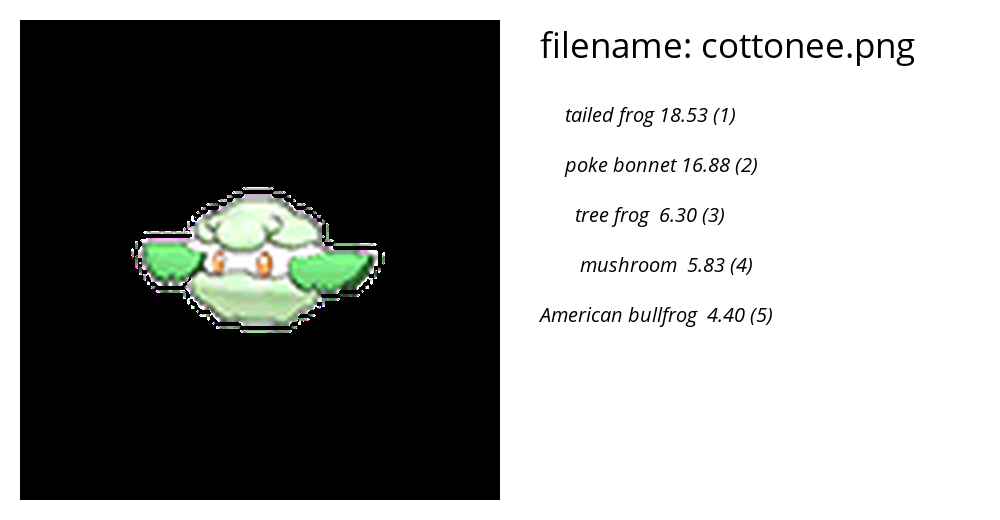 filename: cottonee.png
tailed frog 18.53 (1)
poke bonnet 16.88 (2)
tree frog 6.30 (3)
mushroom 5.83 (4)
American bullfrog 4.40 (5)